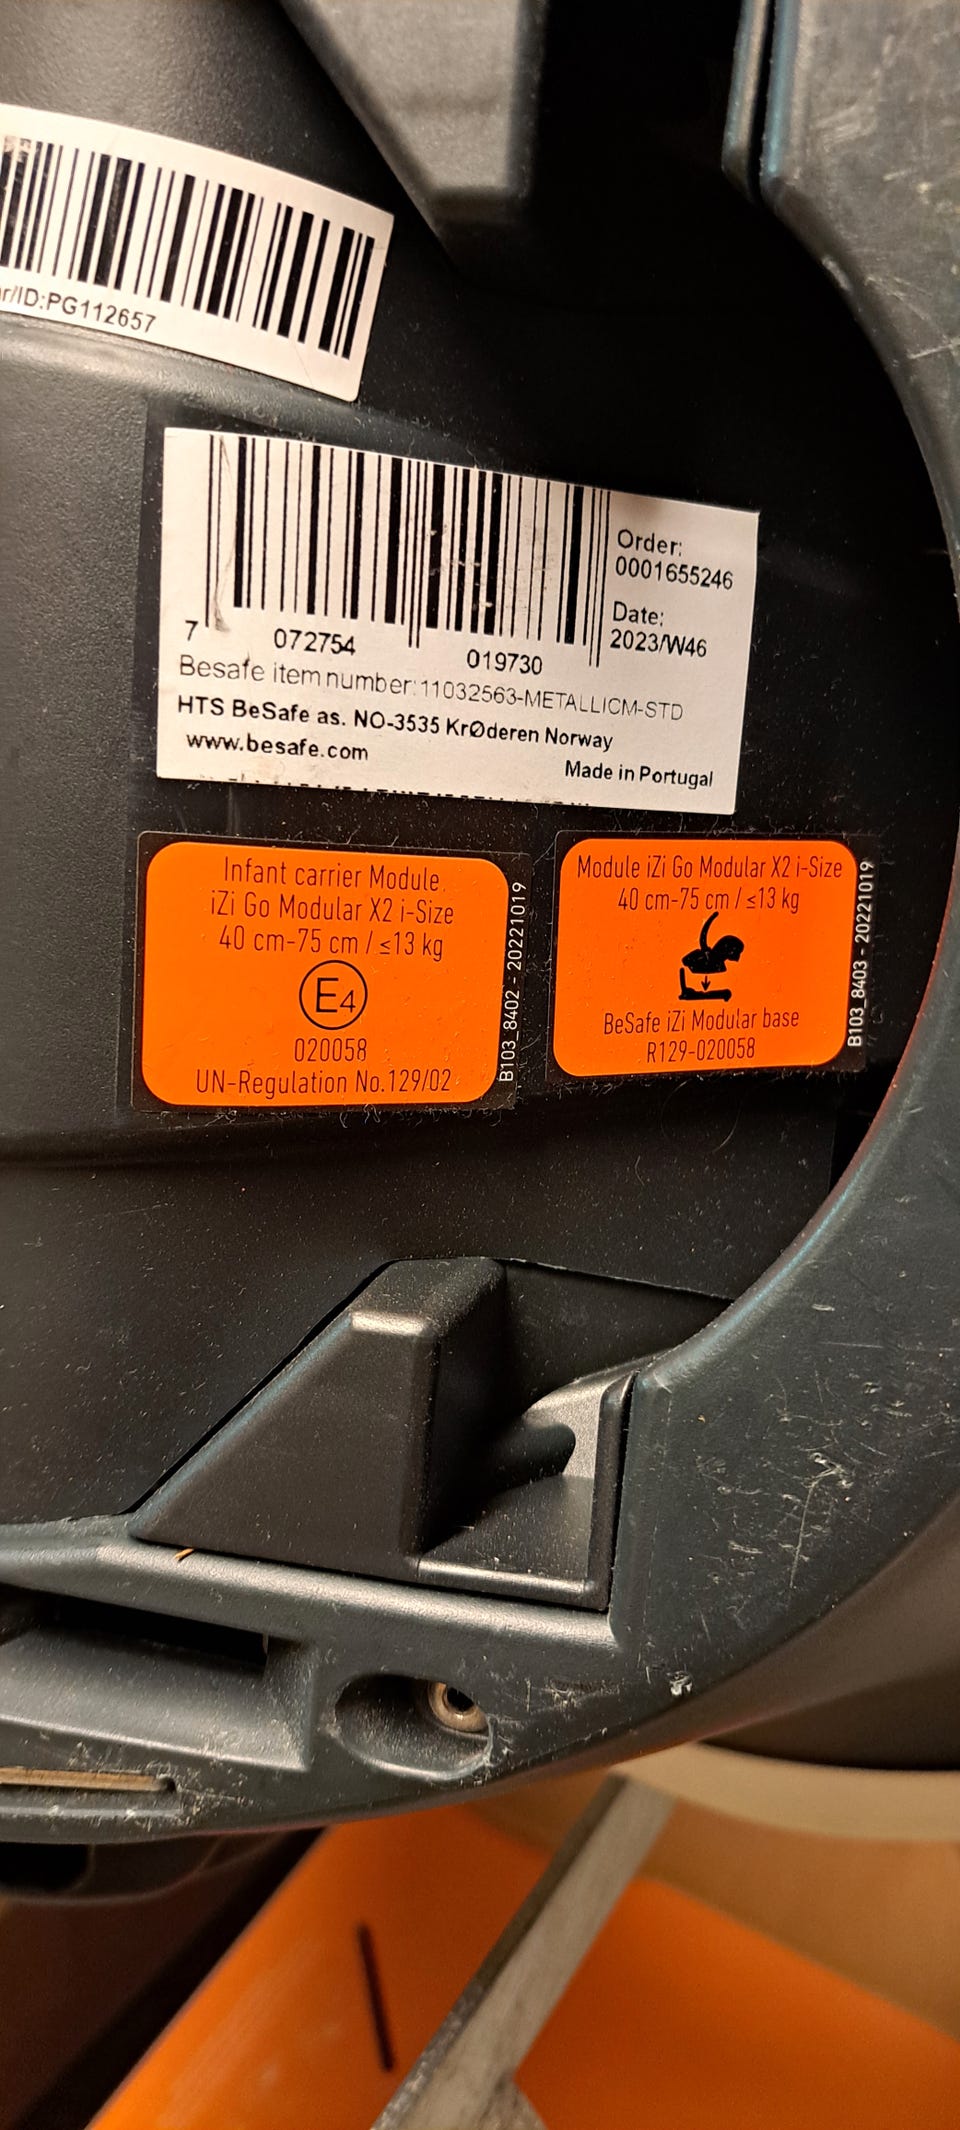 ID:PG112657
Order:
0001655246
Date:
2023/W46
7 072754 019730
Besafe item number:11032563-METALLICM-STD
HTS BeSafe as. NO-3535 KrØderen Norway
www.besafe.com
Made in Portugal
Infant carrier Module
iZi Go Modular X2 i-Size
40 cm-75 cm / ≤13 kg
E4
020058
UN-Regulation No.129/02
B103_8402 - 20221019
Module iZi Go Modular X2 i-Size
40 cm-75 cm / ≤13 kg
BeSafe iZi Modular base
R129-020058
B103_8403 - 20221019